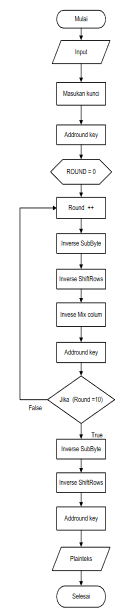 Mulai
Input
Masukan kunci
Addround key
ROUND = 0
Round ++
Inverse SubByte
Inverse ShiftRows
Invese Mix colum
Addround key
Jika (Round =10)
False
True
Inverse SubByte
Inverse ShiftRows
Addround key
Plainteks
Selesai